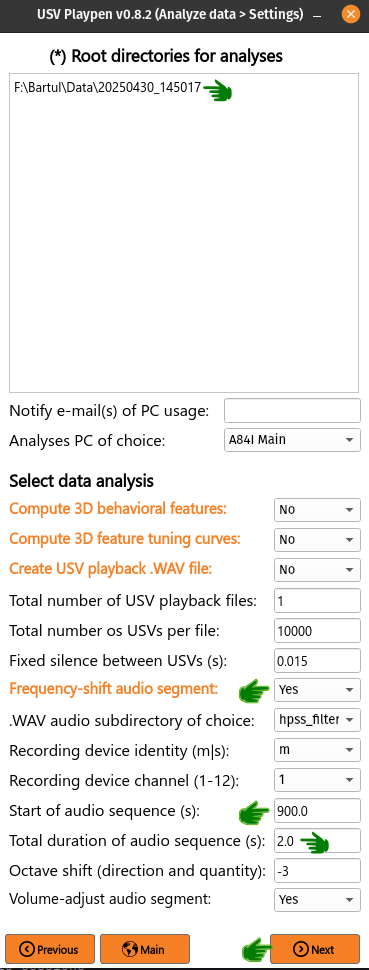 USV Playpen v0.8.2 (Analyze data > Settings)
(*) Root directories for analyses
F:\Bartul\Data\20250430_145017
Notify e-mail(s) of PC usage:
Analyses PC of choice: A84I Main
Select data analysis
Compute 3D behavioral features: No
Compute 3D feature tuning curves: No
Create USV playback .WAV file: No
Total number of USV playback files: 1
Total number os USVs per file: 10000
Fixed silence between USVs (s): 0.015
Frequency-shift audio segment: Yes
.WAV audio subdirectory of choice: hpss_filter
Recording device identity (m|s): m
Recording device channel (1-12): 1
Start of audio sequence (s): 900.0
Total duration of audio sequence (s): 2.0
Octave shift (direction and quantity): -3
Volume-adjust audio segment: Yes
Previous Main Next